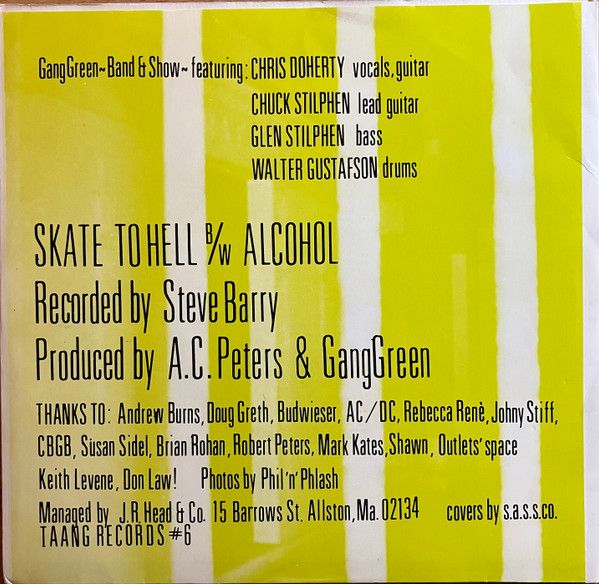 GangGreen~Band & Show~ featuring: CHRIS DOHERTY vocals, guitar
CHUCK STILPHEN lead guitar
GLEN STILPHEN bass
WALTER GUSTAFSON drums
SKATE TO HELL B/W ALCOHOL
Recorded by Steve Barry
Produced by A.C. Peters & GangGreen
THANKS TO: Andrew Burns, Doug Greth, Budwieser, AC/DC, Rebecca Renè, Johny Stiff,
CBGB, Susan Sidel, Brian Rohan, Robert Peters, Mark Kates, Shawn, Outlets' space
Keith Levene, Don Law! Photos by Phil 'n' Phlash
Managed by J.R. Head & Co. 15 Barrows St. Allston, Ma. 02134 covers by s.a.s.s.co.
TAANG RECORDS #6